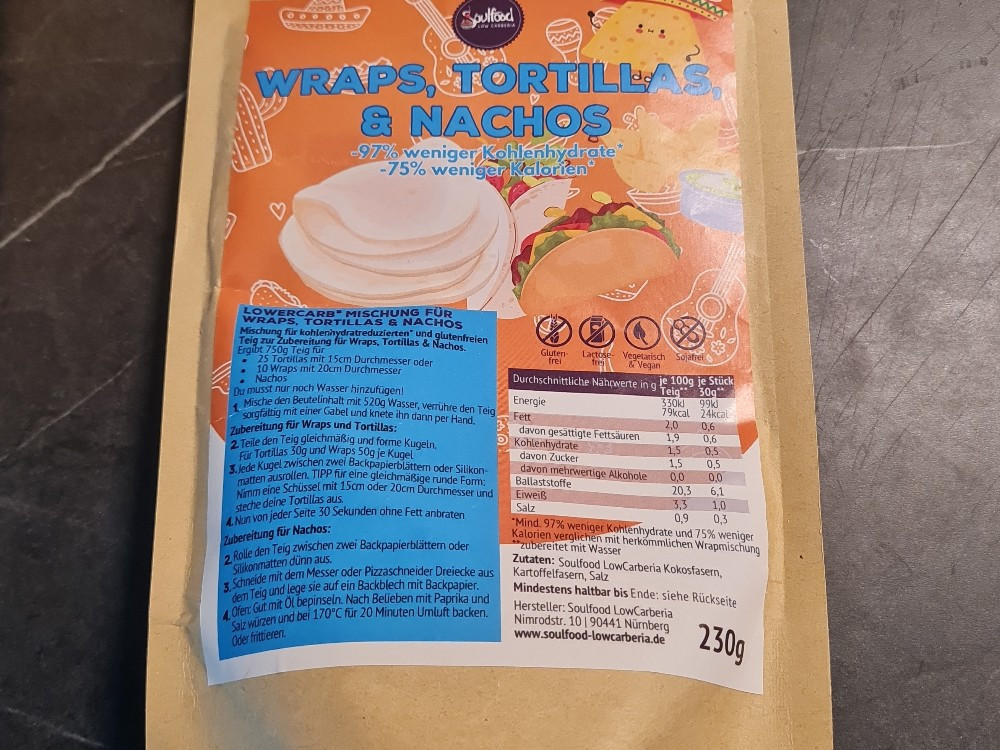 Soulfood
LOW CARBERIA
WRAPS, TORTILLAS,
& NACHOS
-97% weniger Kohlenhydrate*
-75% weniger Kalorien*
LOWERCARB* MISCHUNG FÜR
WRAPS, TORTILLAS & NACHOS
Mischung für kohlenhydratreduzierten* und glutenfreien
Teig zur Zubereitung für Wraps, Tortillas & Nachos.
Ergibt 750g Teig für
• 25 Tortillas mit 15cm Durchmesser oder
• 10 Wraps mit 20cm Durchmesser
• Nachos
Du musst nur noch Wasser hinzufügen!
1. Mische den Beutelinhalt mit 520g Wasser, verrühre den Teig
sorgfältig mit einer Gabel und knete ihn dann per Hand.
Zubereitung für Wraps und Tortillas:
2. Teile den Teig gleichmäßig und forme Kugeln.
Für Tortillas 30g und Wraps 50g je Kugel
3. Jede Kugel zwischen zwei Backpapierblättern oder Silikon-
matten ausrollen. TIPP für eine gleichmäßige runde Form:
Nimm eine Schüssel mit 15cm oder 20cm Durchmesser und
steche deine Tortillas aus.
4. Nun von jeder Seite 30 Sekunden ohne Fett anbraten
Zubereitung für Nachos:
2. Rolle den Teig zwischen zwei Backpapierblättern oder
Silikonmatten dünn aus.
3. Schneide mit dem Messer oder Pizzaschneider Dreiecke aus
dem Teig und lege sie auf ein Backblech mit Backpapier.
4. Ofen: Gut mit Öl bepinseln. Nach Belieben mit Paprika und
Salz würzen und bei 170°C für 20 Minuten Umluft backen.
Oder frittieren.
Gluten-
frei
Lactose-
frei
Vegetarisch
& Vegan
Sojafrei
Durchschnittliche Nährwerte in g je 100g Teig** je Stück 30g**
Energie 330kJ 99kJ
79kcal 24kcal
Fett 2,0 0,6
davon gesättigte Fettsäuren 1,9 0,6
Kohlenhydrate 1,5 0,5
davon Zucker 1,5 0,5
davon mehrwertige Alkohole 0,0 0,0
Ballaststoffe 20,3 6,1
Eiweiß 3,3 1,0
Salz 0,9 0,3
*Mind. 97% weniger Kohlenhydrate und 75% weniger
Kalorien verglichen mit herkömmlichen Wrapmischung
**zubereitet mit Wasser
Zutaten: Soulfood LowCarberia Kokosfasern,
Kartoffelfasern, Salz
Mindestens haltbar bis Ende: siehe Rückseite
Hersteller: Soulfood LowCarberia
Nimrodstr. 10 | 90441 Nürnberg
www.soulfood-lowcarberia.de
230g